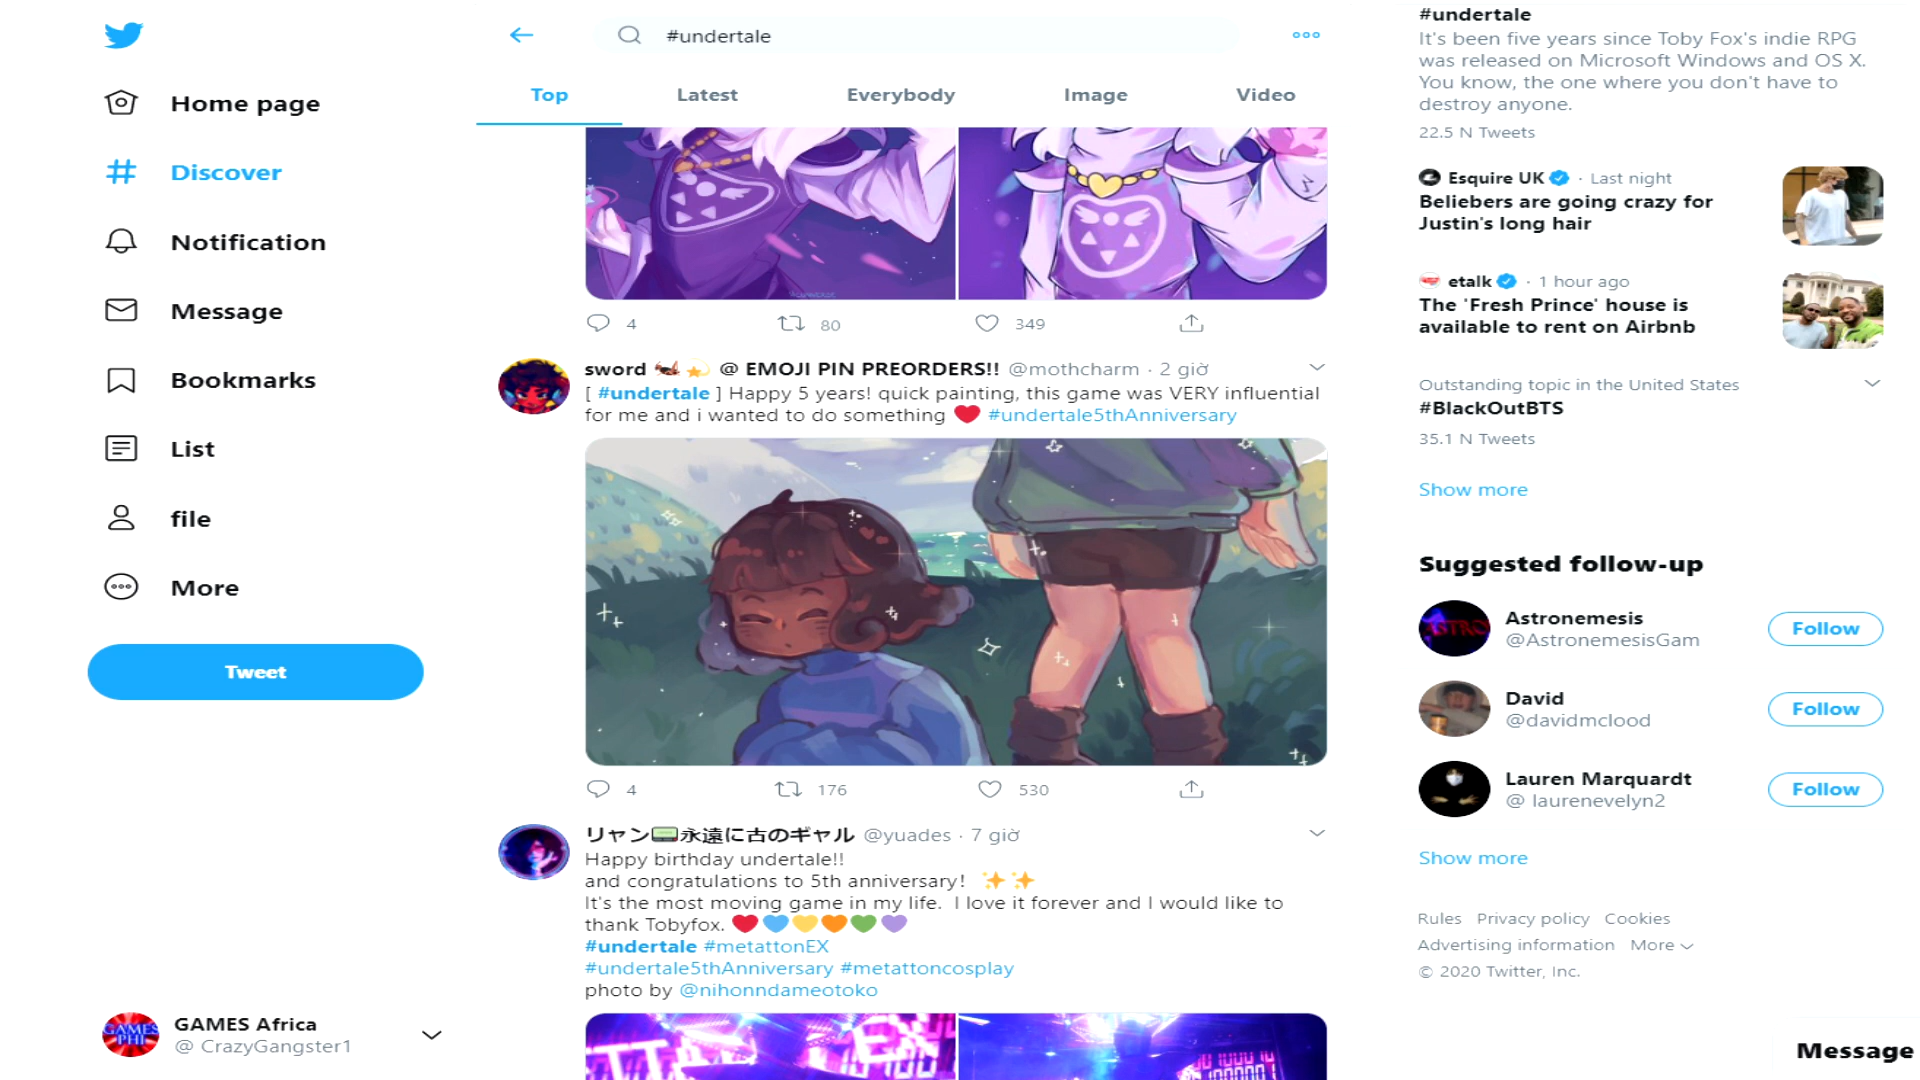 Home page
Discover
Notification
Message
Bookmarks
List
file
More
Tweet
GAMES PHI
GAMES Africa
@ CrazyGangster1
#undertale
Top
Latest
Everybody
Image
Video
4
80
349
sword @ EMOJI PIN PREORDERS!! @mothcharm · 2 giờ
[ #undertale ] Happy 5 years! quick painting, this game was VERY influential
for me and i wanted to do something ❤️ #undertale5thAnniversary
4
176
530
リャン📟永遠に古のギャル @yuades · 7 giờ
Happy birthday undertale!!
and congratulations to 5th anniversary! ✨✨
It's the most moving game in my life. I love it forever and I would like to
thank Tobyfox. ❤️💙💛🧡💚💜
#undertale #metattonEX
#undertale5thAnniversary #metattoncosplay
photo by @nihonndameotoko
#undertale
It's been five years since Toby Fox's indie RPG
was released on Microsoft Windows and OS X.
You know, the one where you don't have to
destroy anyone.
22.5 N Tweets
Esquire UK · Last night
Beliebers are going crazy for
Justin's long hair
etalk · 1 hour ago
The 'Fresh Prince' house is
available to rent on Airbnb
Outstanding topic in the United States
#BlackOutBTS
35.1 N Tweets
Show more
Suggested follow-up
ASTRO
Astronemesis
@AstronemesisGam
Follow
David
@davidmclood
Follow
Lauren Marquardt
@ laurenevelyn2
Follow
Show more
Rules Privacy policy Cookies
Advertising information More
© 2020 Twitter, Inc.
Message